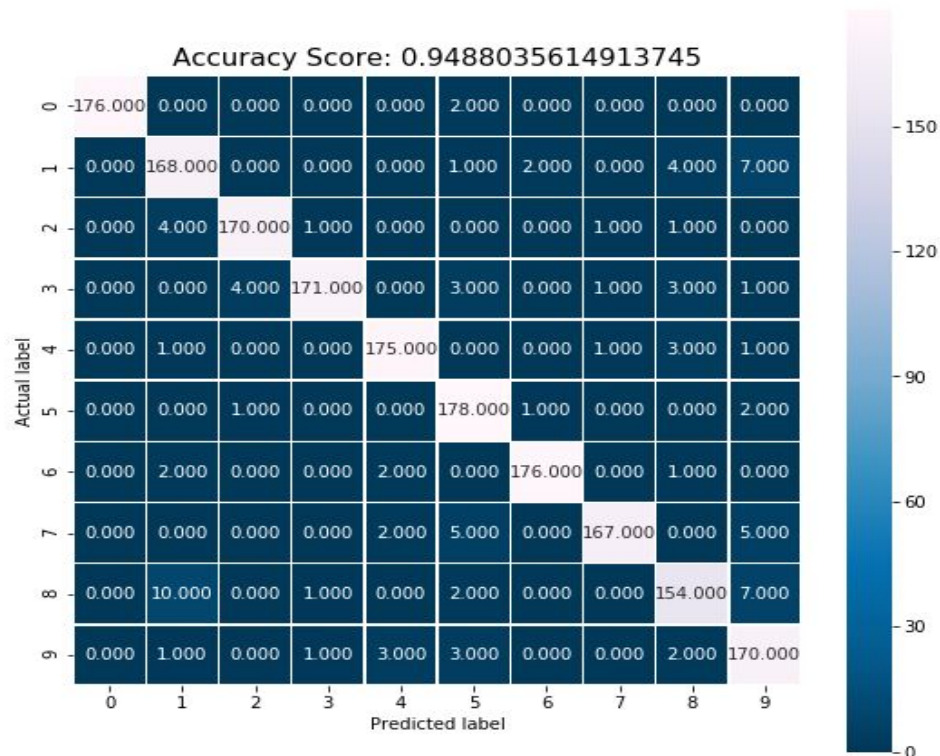 Accuracy Score: 0.9488035614913745
0 176.000 0.000 0.000 0.000 0.000 2.000 0.000 0.000 0.000 0.000
1 0.000 168.000 0.000 0.000 0.000 1.000 2.000 0.000 4.000 7.000
2 0.000 4.000 170.000 1.000 0.000 0.000 0.000 1.000 1.000 0.000
3 0.000 0.000 4.000 171.000 0.000 3.000 0.000 1.000 3.000 1.000
4 0.000 1.000 0.000 0.000 175.000 0.000 0.000 1.000 3.000 1.000
5 0.000 0.000 1.000 0.000 0.000 178.000 1.000 0.000 0.000 2.000
6 0.000 2.000 0.000 0.000 2.000 0.000 176.000 0.000 1.000 0.000
7 0.000 0.000 0.000 0.000 2.000 5.000 0.000 167.000 0.000 5.000
8 0.000 10.000 0.000 1.000 0.000 2.000 0.000 0.000 154.000 7.000
9 0.000 1.000 0.000 1.000 3.000 3.000 0.000 0.000 2.000 170.000
0 1 2 3 4 5 6 7 8 9
Predicted label
Actual label
150
120
90
60
30
0